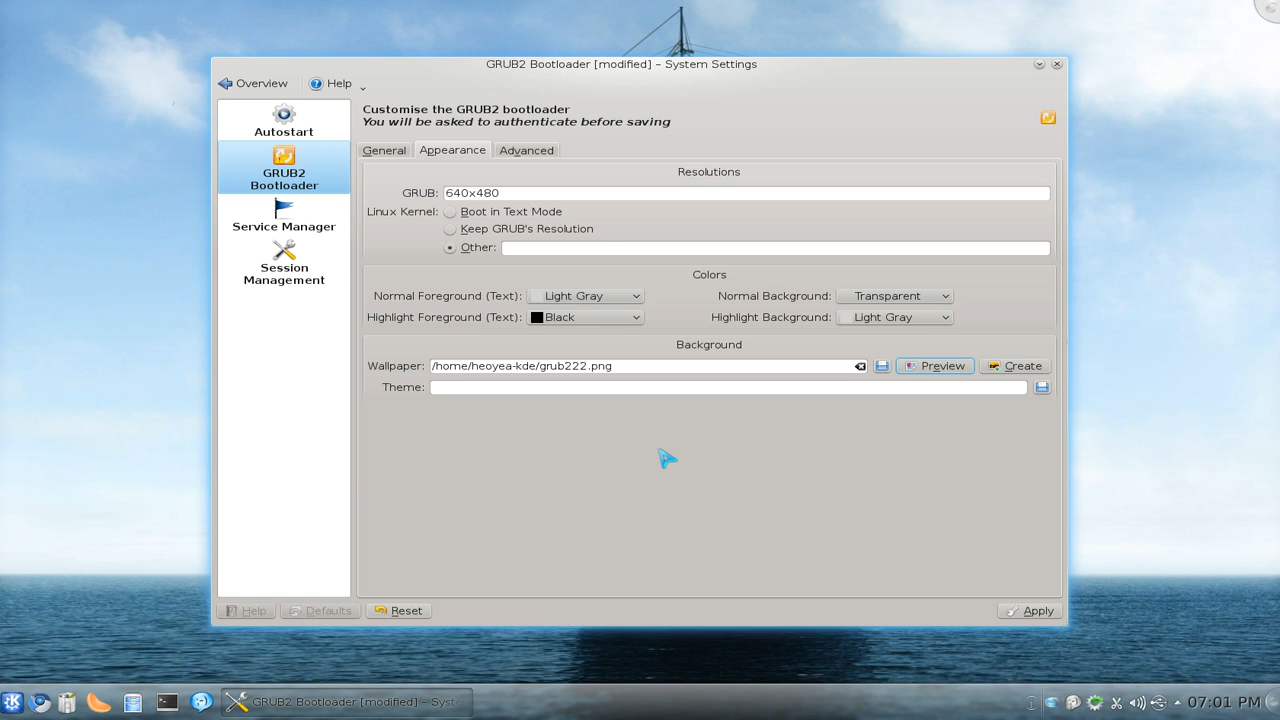 GRUB2 Bootloader [modified] – System Settings
Overview
Help
Autostart
GRUB2
Bootloader
Service Manager
Session
Management
Customise the GRUB2 bootloader
You will be asked to authenticate before saving
General Appearance Advanced
Resolutions
GRUB: 640x480
Linux Kernel: Boot in Text Mode
Keep GRUB's Resolution
Other:
Colors
Normal Foreground (Text): Light Gray Normal Background: Transparent
Highlight Foreground (Text): Black Highlight Background: Light Gray
Background
Wallpaper: /home/heoyea-kde/grub222.png Preview Create
Theme:
Help Defaults Reset Apply
GRUB2 Bootloader [modified] – Syste
07:01 PM